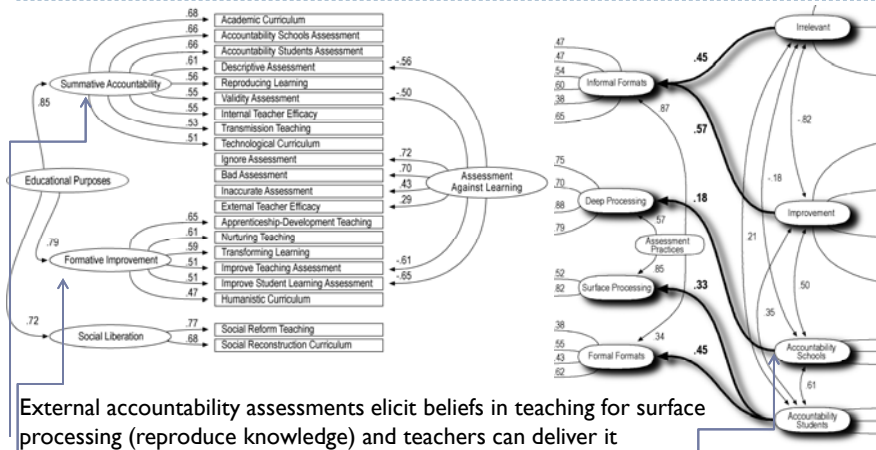 .68
Academic Curriculum
.66
Accountability Schools Assessment
.66
Accountability Students Assessment
.61
Descriptive Assessment
-.56
Summative Accountability
.56
Reproducing Learning
.55
Validity Assessment
-.50
.85
.55
Internal Teacher Efficacy
.53
Transmission Teaching
.51
Technological Curriculum
Ignore Assessment
.72
Bad Assessment
.70
Assessment
Against Learning
Educational Purposes
Inaccurate Assessment
.43
External Teacher Efficacy
.29
.65
Apprenticeship-Development Teaching
.61
Nurturing Teaching
.79
.59
Transforming Learning
Formative Improvement
.51
Improve Teaching Assessment
-.61
.51
Improve Student Learning Assessment
-.65
.47
Humanistic Curriculum
.72
.77
Social Reform Teaching
Social Liberation
.68
Social Reconstruction Curriculum
Irrelevant
.47
.47
.54
.60
.38
.65
Informal Formats
.45
.87
.57
-.82
-.18
.75
.70
.88
.79
Deep Processing
.18
Improvement
.57
Assessment
Practices
.21
.85
.52
.82
Surface Processing
.33
.35
.50
.38
.55
.43
.62
Formal Formats
.34
.45
Accountability
Schools
.61
Accountability
Students
External accountability assessments elicit beliefs in teaching for surface
processing (reproduce knowledge) and teachers can deliver it